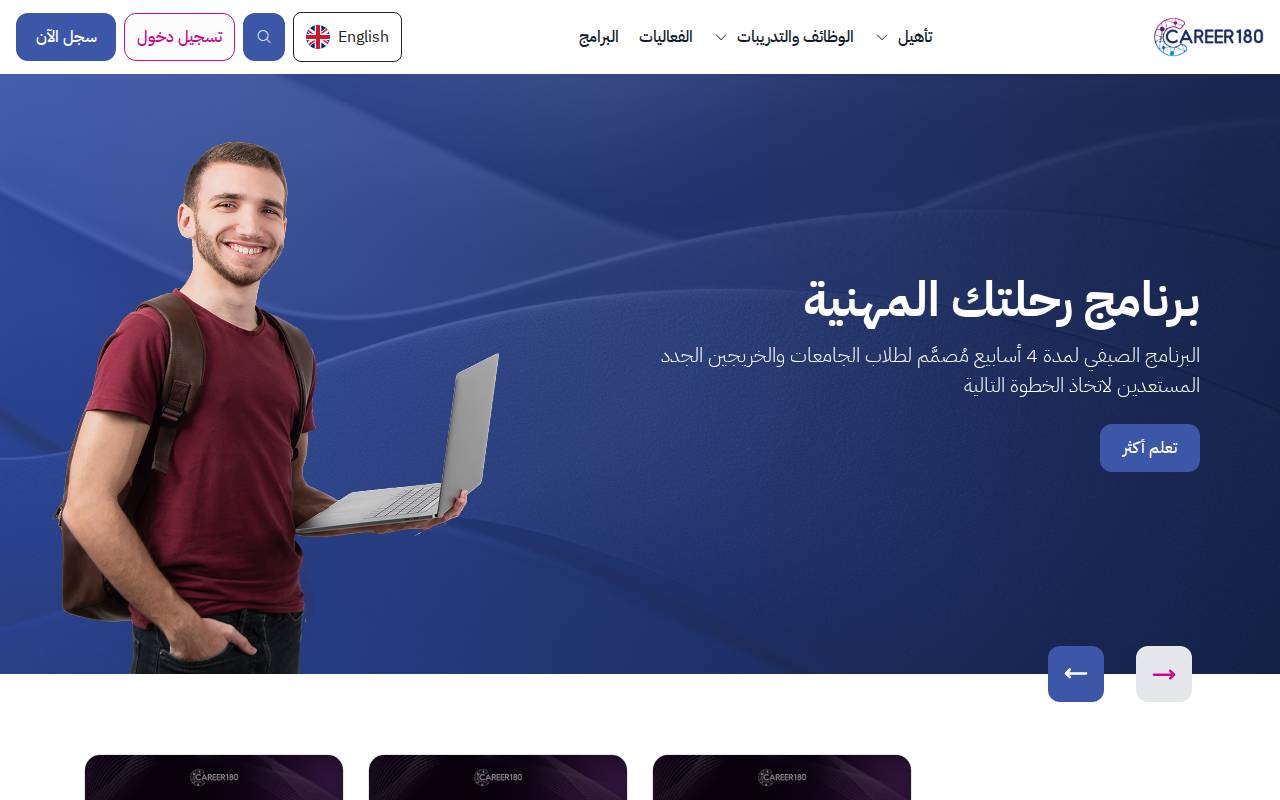 CAREER180
تأهيل
الوظائف والتدريبات
الفعاليات
البرامج
English
تسجيل دخول
سجل الآن
برنامج رحلتك المهنية
البرنامج الصيفي لمدة 4 أسابيع مُصمَّم لطلاب الجامعات والخريجين الجدد
المستعدين لاتخاذ الخطوة التالية
تعلم أكثر
CAREER180
CAREER180
CAREER180